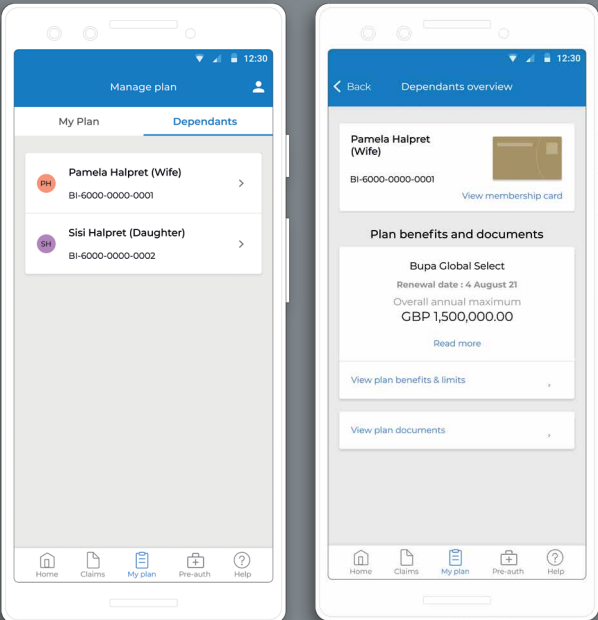 12:30
Manage plan
My Plan
Dependants
PH
Pamela Halpret (Wife)
BI-6000-0000-0001
SH
Sisi Halpret (Daughter)
BI-6000-0000-0002
Home
Claims
My plan
Pre-auth
Help
12:30
Back
Dependants overview
Pamela Halpret
(Wife)
BI-6000-0000-0001
View membership card
Plan benefits and documents
Bupa Global Select
Renewal date : 4 August 21
Overall annual maximum
GBP 1,500,000.00
Read more
View plan benefits & limits
View plan documents
Home
Claims
My plan
Pre-auth
Help